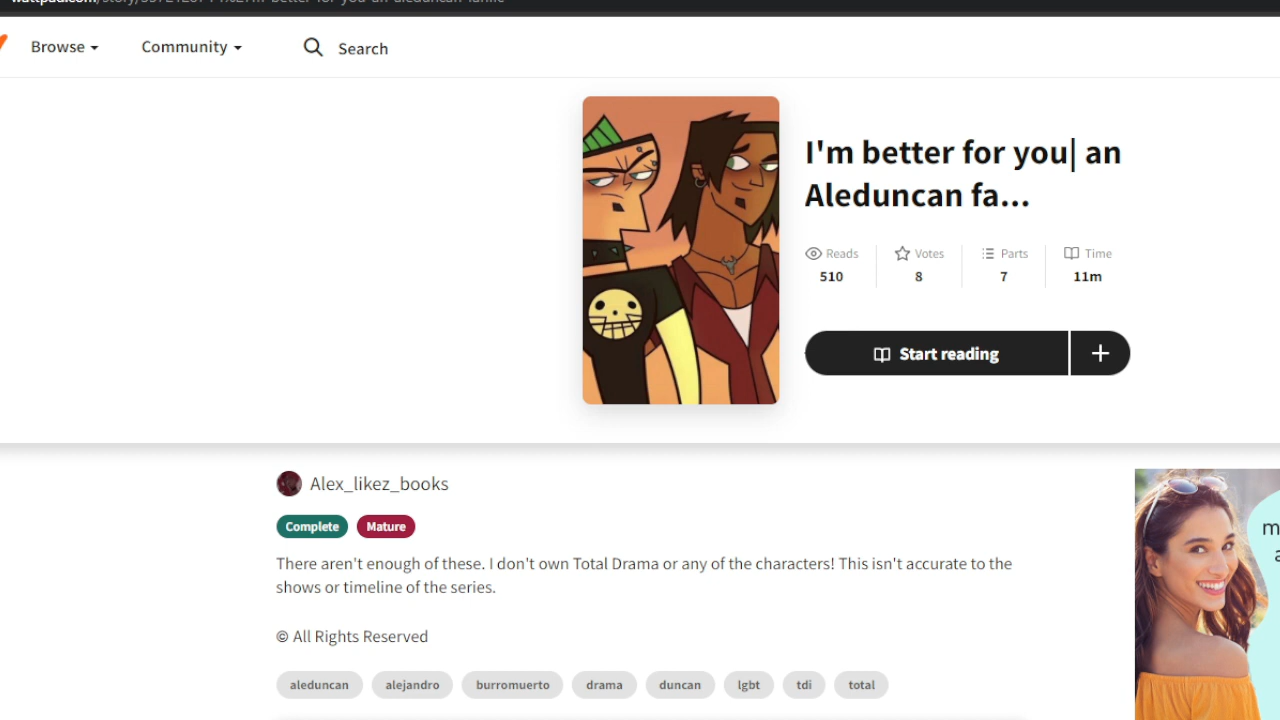 Browse
Community
Search
I'm better for you| an
Aleduncan fa...
Reads
Votes
Parts
Time
510
8
7
11m
Start reading
Alex_likez_books
Complete
Mature
There aren't enough of these. I don't own Total Drama or any of the characters! This isn't accurate to the
shows or timeline of the series.
© All Rights Reserved
aleduncan
alejandro
burromuerto
drama
duncan
lgbt
tdi
total